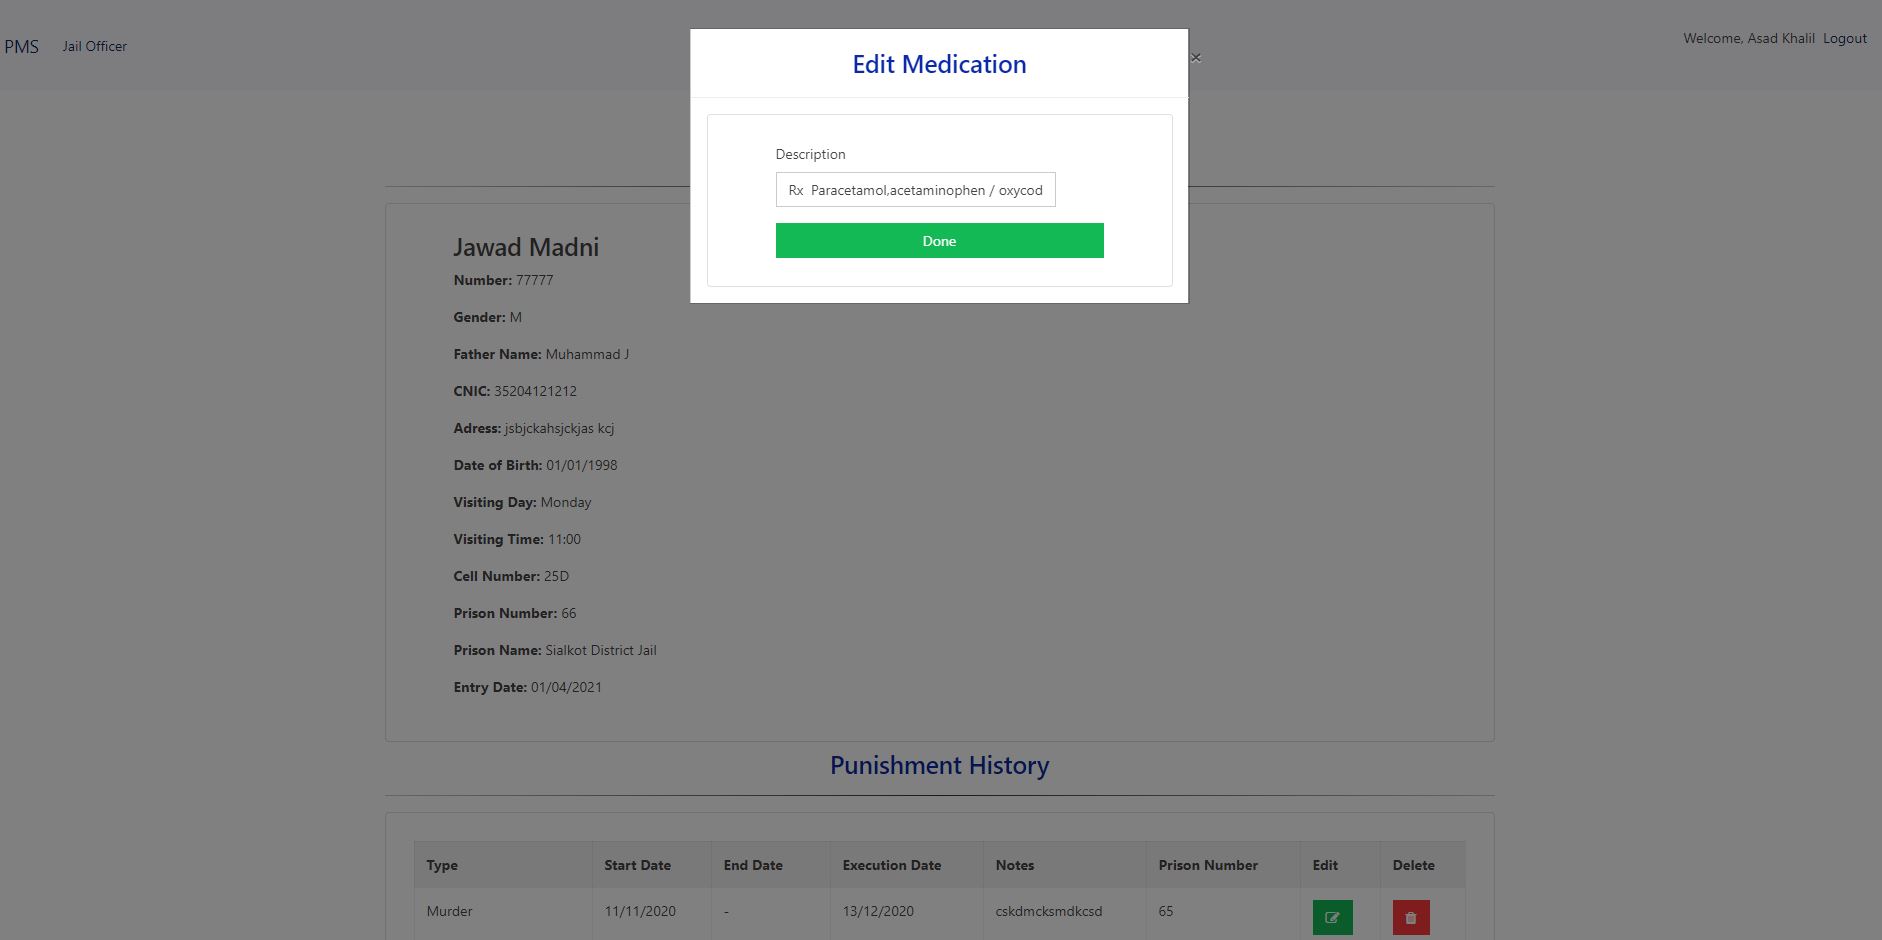 PMS Jail Officer
Welcome, Asad Khalil Logout
Edit Medication
×
Description
Rx  Paracetamol,acetaminophen / oxycod
Done
Jawad Madni
Number: 77777
Gender: M
Father Name: Muhammad J
CNIC: 35204121212
Adress: jsbjckahsjckjas kcj
Date of Birth: 01/01/1998
Visiting Day: Monday
Visiting Time: 11:00
Cell Number: 25D
Prison Number: 66
Prison Name: Sialkot District Jail
Entry Date: 01/04/2021
Punishment History
Type Start Date End Date Execution Date Notes Prison Number Edit Delete
Murder 11/11/2020 - 13/12/2020 cskdmcksmdkcsd 65